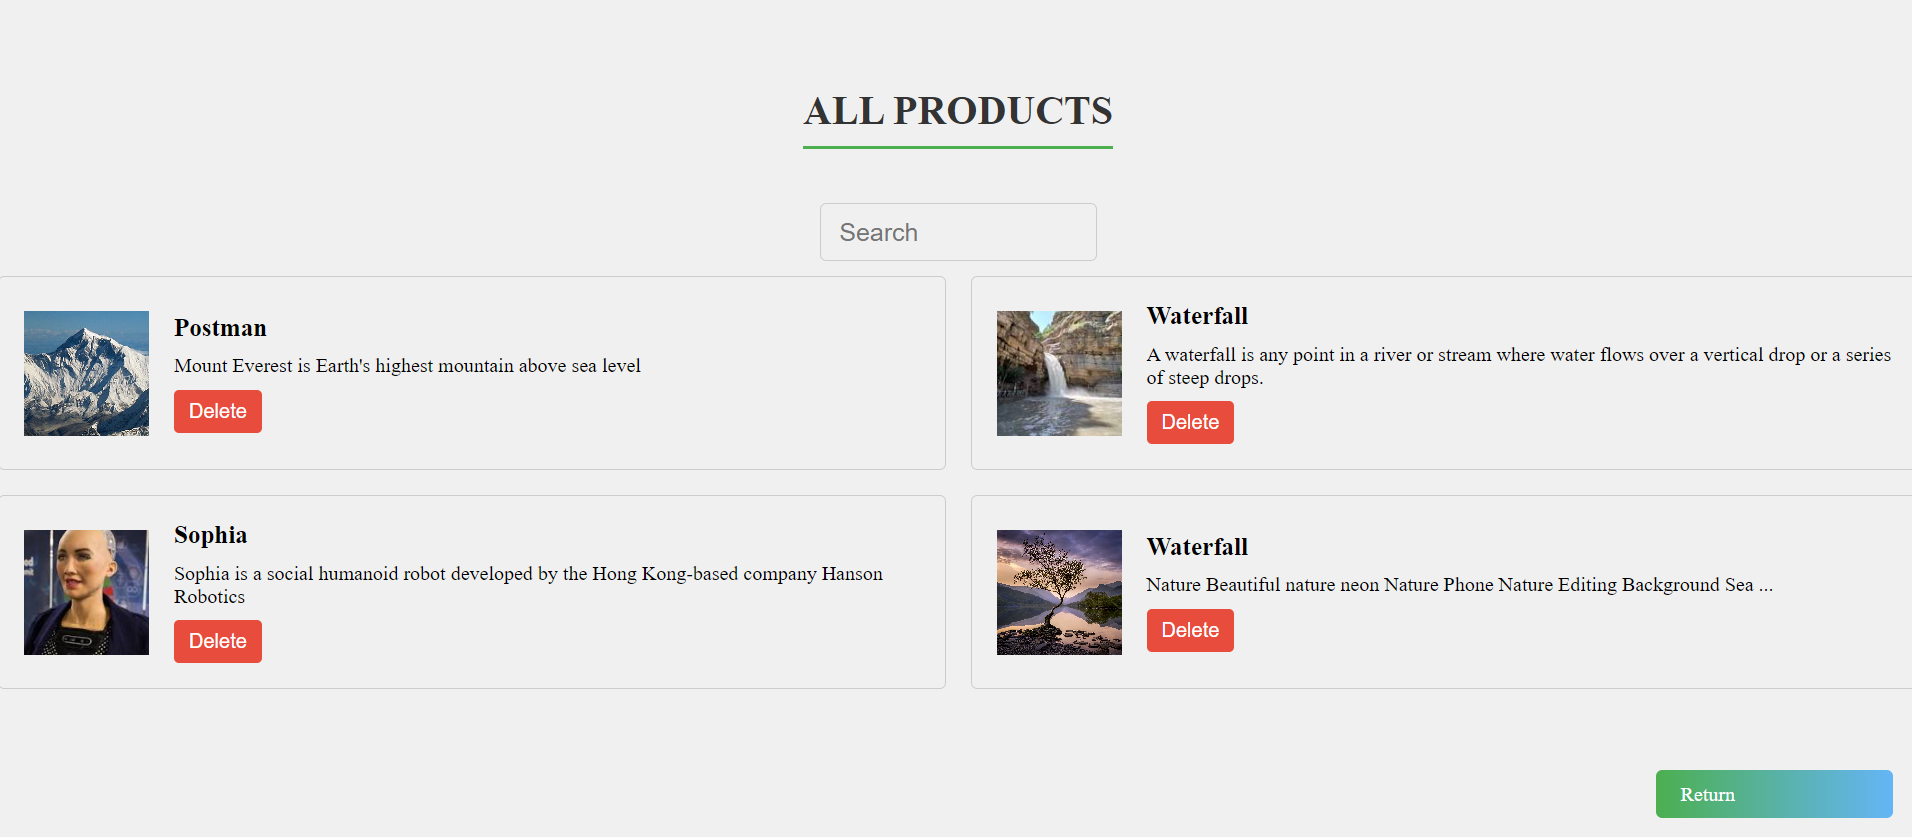 ALL PRODUCTS
Search
Postman
Mount Everest is Earth's highest mountain above sea level
Delete
Waterfall
A waterfall is any point in a river or stream where water flows over a vertical drop or a series
of steep drops.
Delete
Sophia
Sophia is a social humanoid robot developed by the Hong Kong-based company Hanson
Robotics
Delete
Waterfall
Nature Beautiful nature neon Nature Phone Nature Editing Background Sea ...
Delete
Return